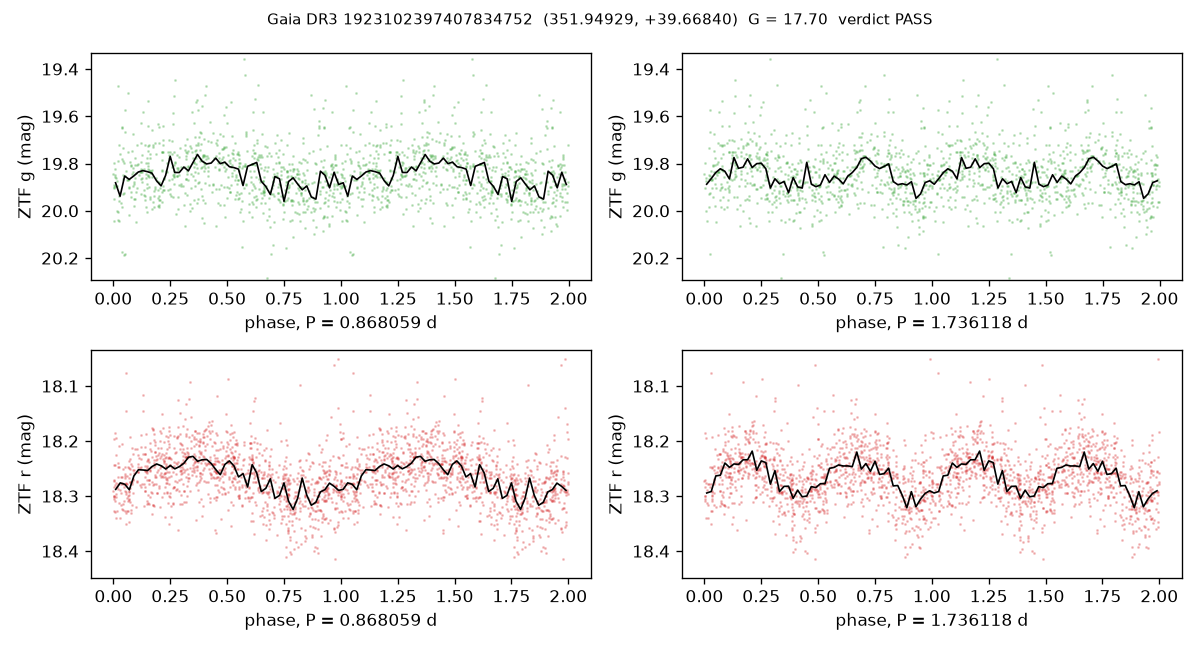 Gaia DR3 1923102397407834752 (351.94929, +39.66840) G = 17.70 verdict PASS
ZTF g (mag)
19.4
19.6
19.8
20.0
20.2
0.00 0.25 0.50 0.75 1.00 1.25 1.50 1.75 2.00
phase, P = 0.868059 d
ZTF g (mag)
19.4
19.6
19.8
20.0
20.2
0.00 0.25 0.50 0.75 1.00 1.25 1.50 1.75 2.00
phase, P = 1.736118 d
ZTF r (mag)
18.1
18.2
18.3
18.4
0.00 0.25 0.50 0.75 1.00 1.25 1.50 1.75 2.00
phase, P = 0.868059 d
ZTF r (mag)
18.1
18.2
18.3
18.4
0.00 0.25 0.50 0.75 1.00 1.25 1.50 1.75 2.00
phase, P = 1.736118 d